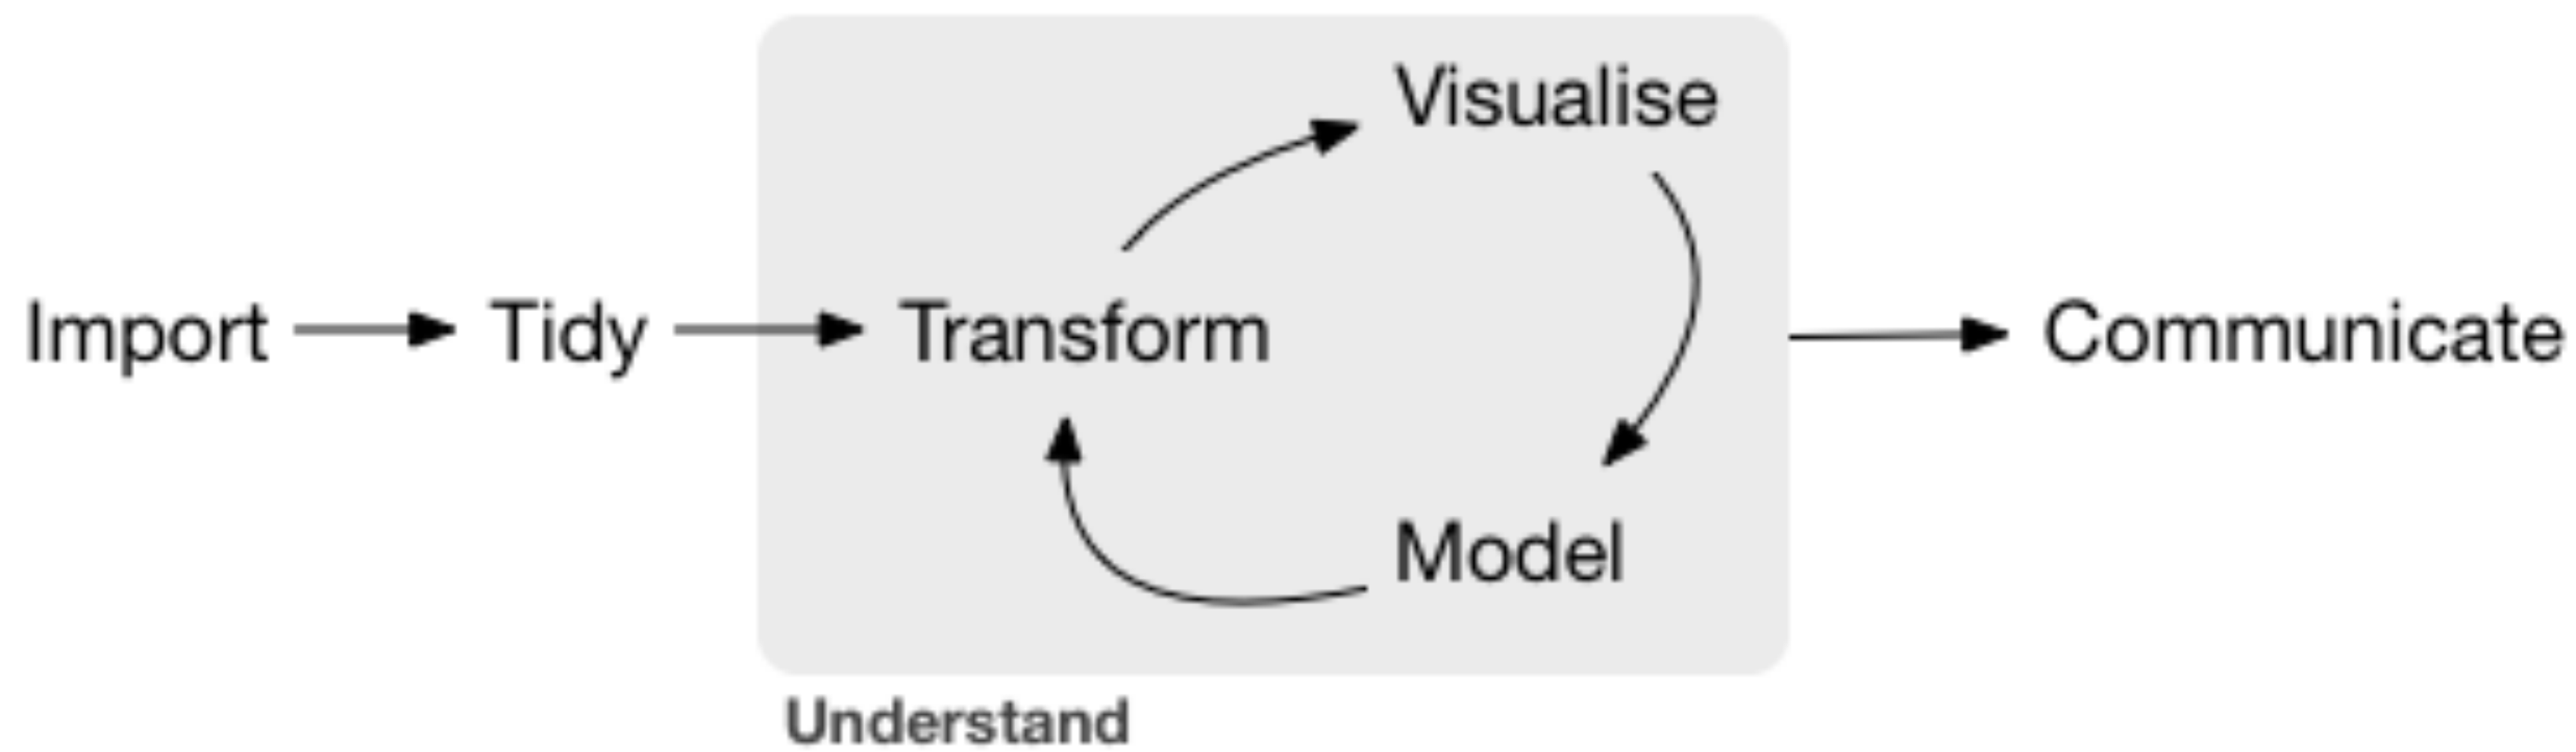 Visualise
Import
Tidy
Transform
Communicate
Model
Understand